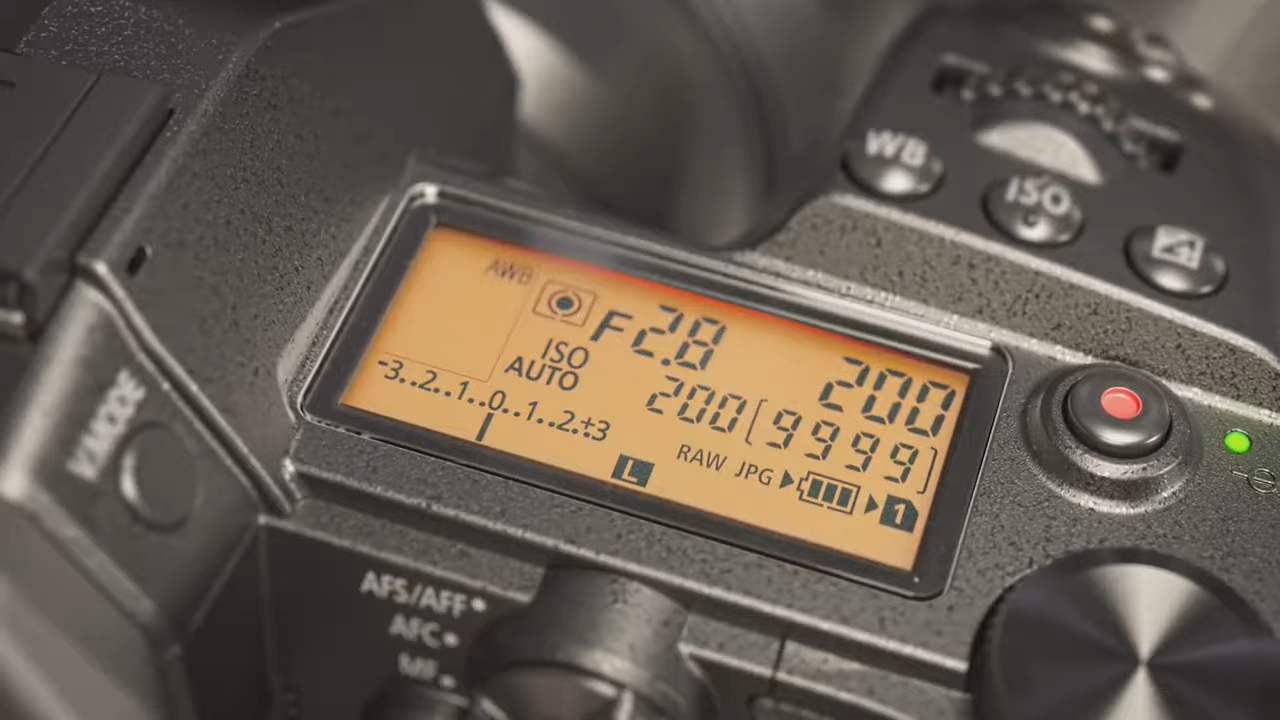 WB
ISO
AWB
F2.8
200
ISO
AUTO
200[9999]
-3..2..1..0..1..2.±3
RAW JPG
L
1
V.MODE
AFS/AFF
AFC
MF